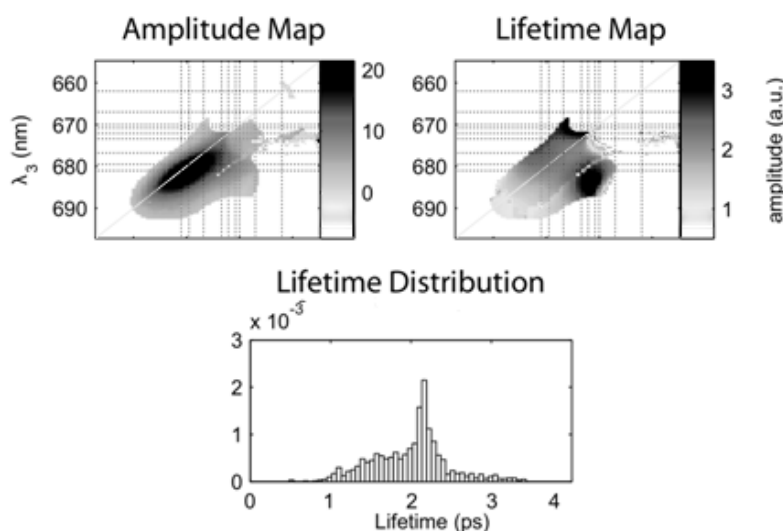 Amplitude Map
Lifetime Map
660
670
680
690
λ_3 (nm)
20
10
0
660
670
680
690
3
2
1
amplitude (a.u.)
Lifetime Distribution
x 10^-3
3
2
1
0
0 1 2 3 4
Lifetime (ps)